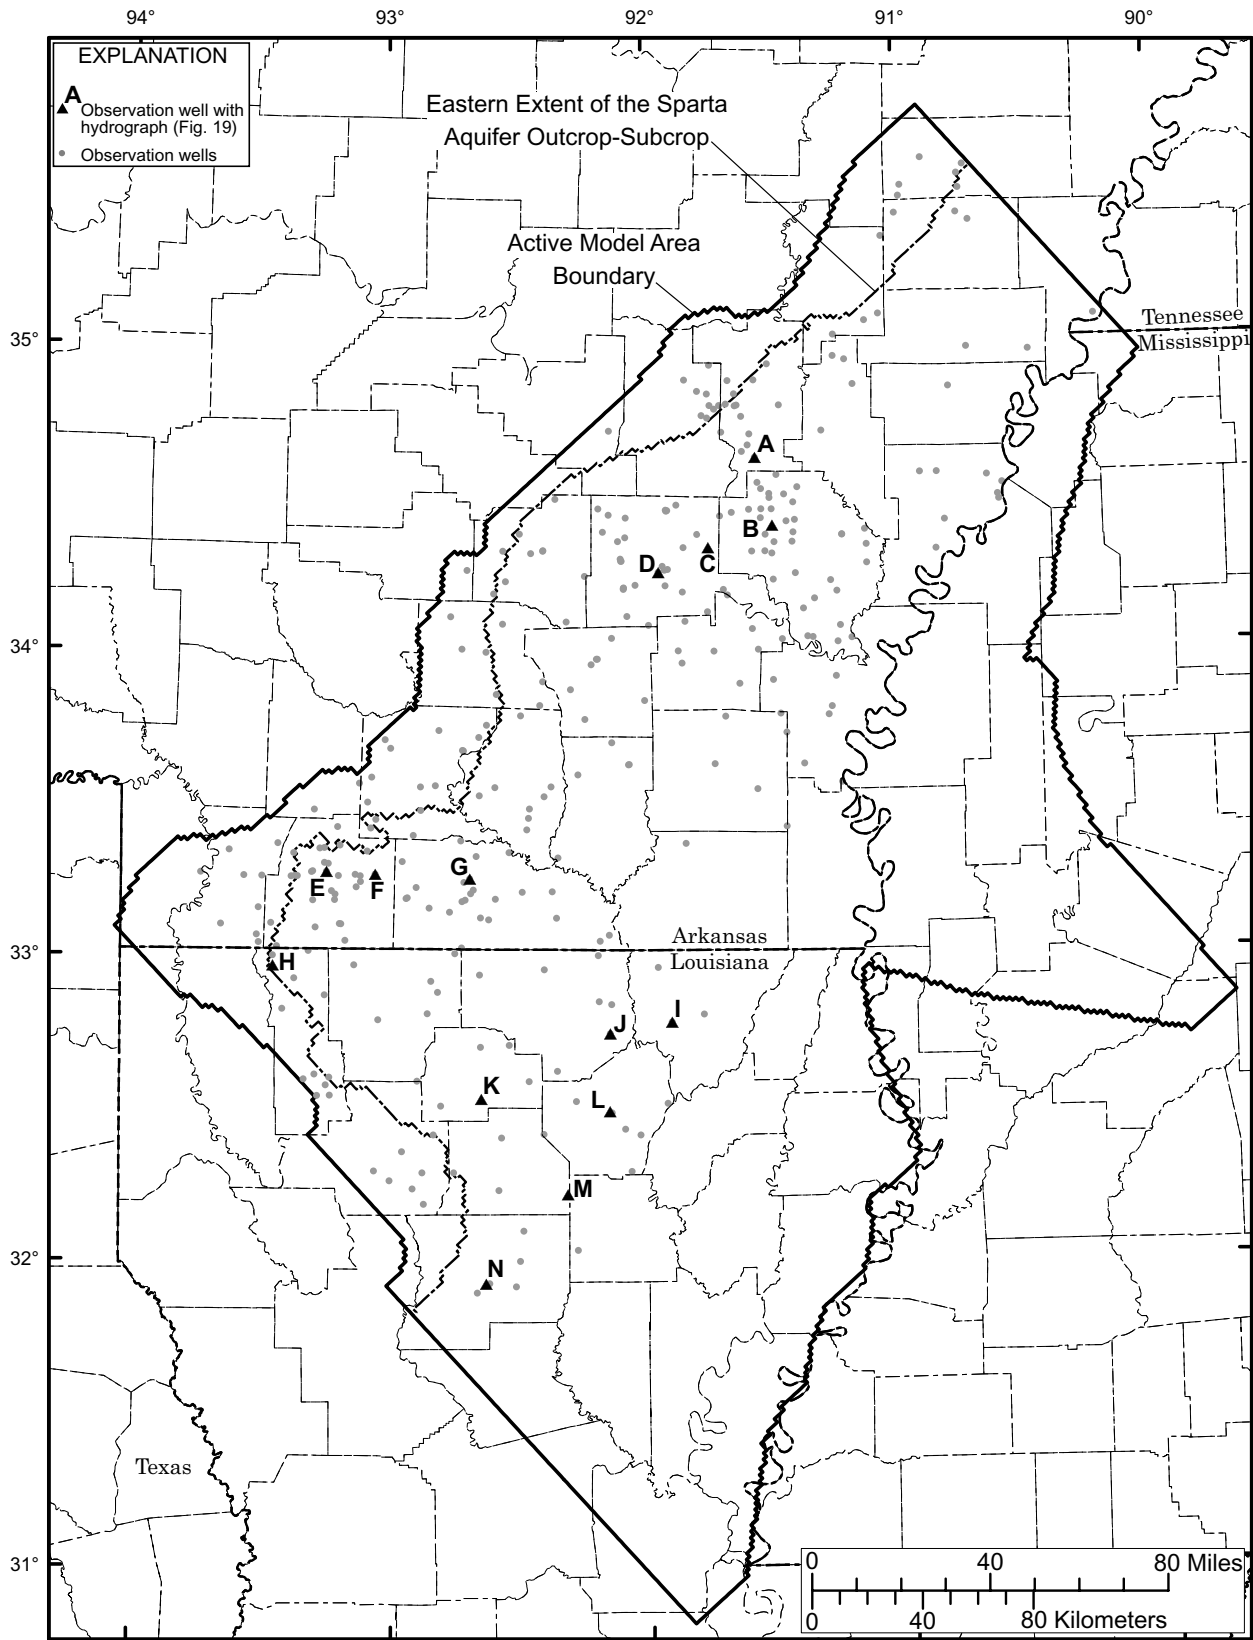 94° 93° 92° 91° 90°
EXPLANATION
A
Observation well with
hydrograph (Fig. 19)
Observation wells
Eastern Extent of the Sparta
Aquifer Outcrop-Subcrop
Active Model Area
Boundary
35°
Tennessee
Mississippi
A
B
C
D
34°
G
E
F
33°
Arkansas
Louisiana
H
I
J
K
L
M
32°
N
Texas
31°
0 40 80 Miles
0 40 80 Kilometers